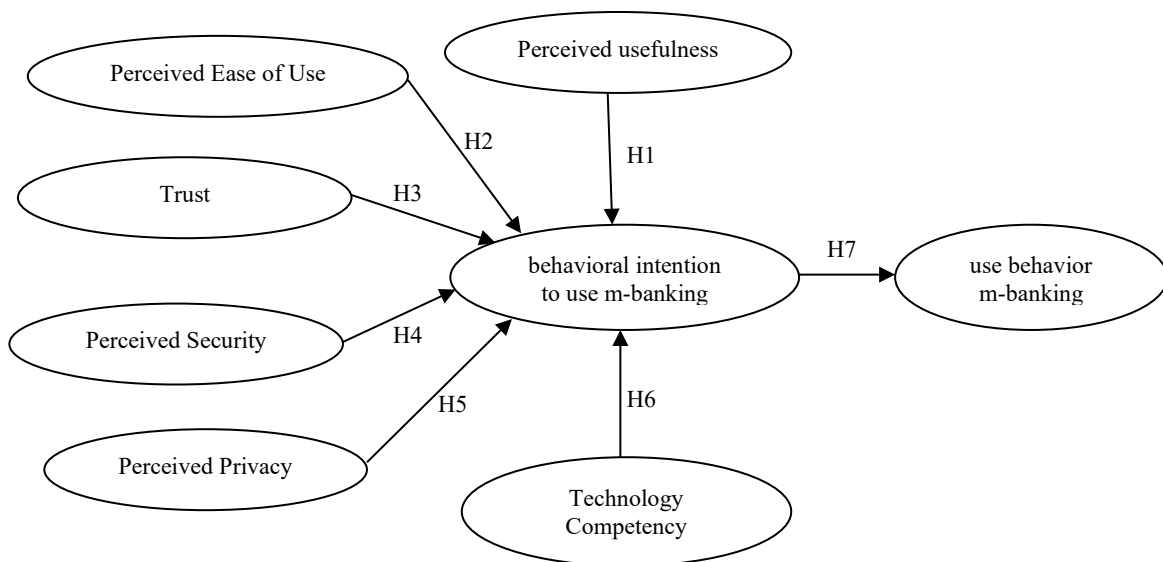 Perceived usefulness
Perceived Ease of Use
H2
H1
Trust
H3
behavioral intention
to use m-banking
H7
use behavior
m-banking
Perceived Security
H4
H5
H6
Perceived Privacy
Technology
Competency